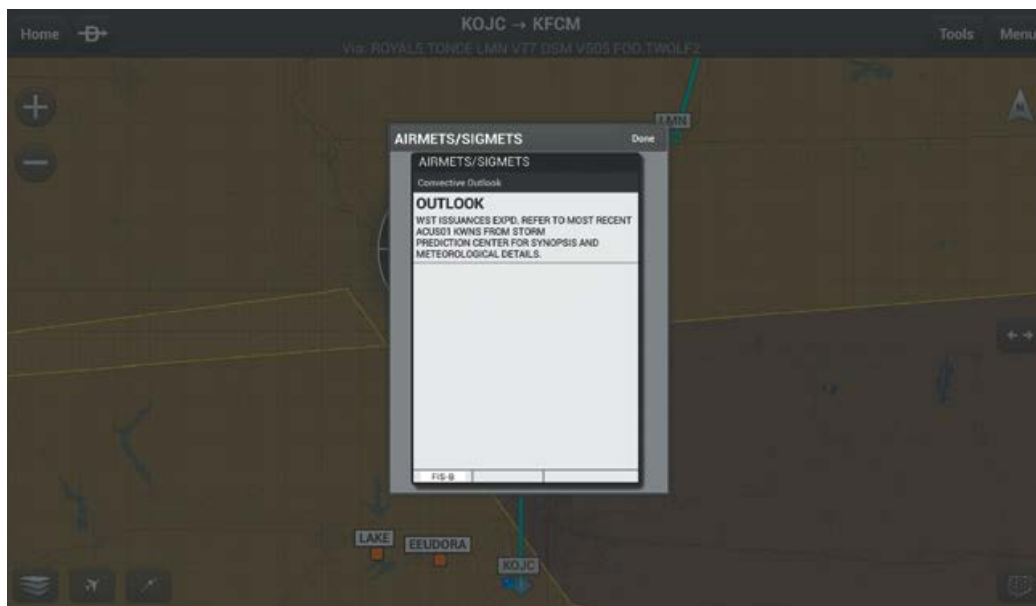 KOJC → KFCM
Home
Via: ROYAL5 TONCE LMN V77 DSM V505 FOD.TWOLF2
Tools
Menu
LMN
AIRMETS/SIGMETS
Done
AIRMETS/SIGMETS
Convective Outlook
OUTLOOK
WST ISSUANCES EXPD. REFER TO MOST RECENT
ACUS01 KWNS FROM STORM
PREDICTION CENTER FOR SYNOPSIS AND
METEOROLOGICAL DETAILS.
FIS-B
LAKE
EEUDORA
KOJC